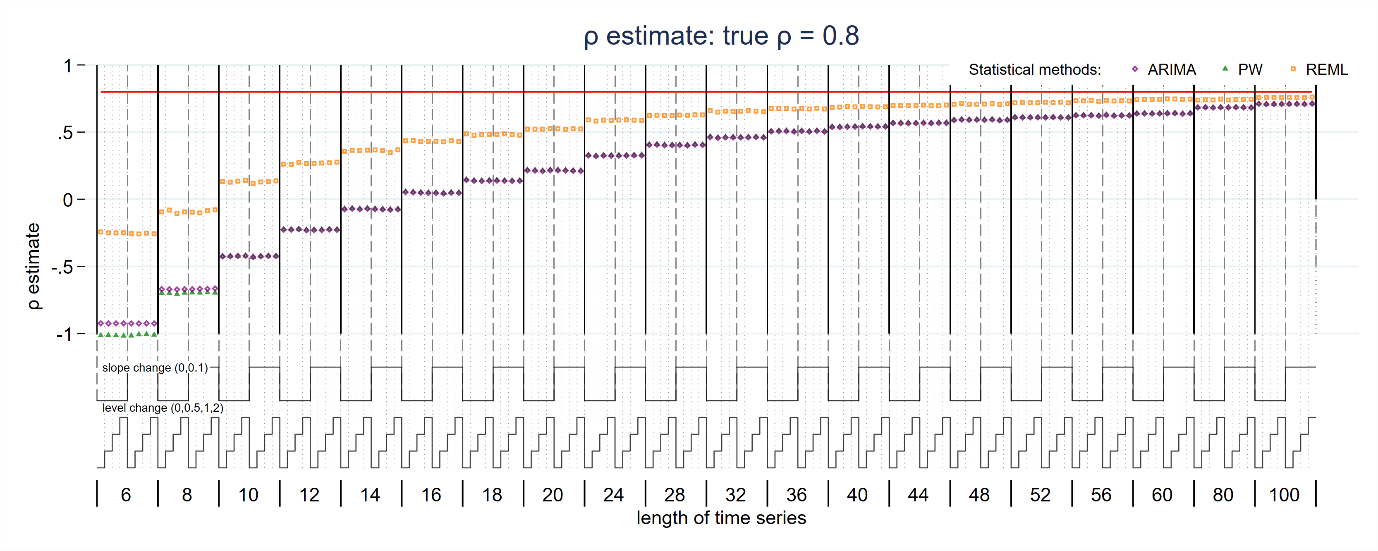 ρ estimate: true ρ = 0.8
Statistical methods: ARIMA PW REML
1
.5
0
-.5
-1
ρ estimate
slope change (0,0.1)
level change (0,0.5,1,2)
6 8 10 12 14 16 18 20 24 28 32 36 40 44 48 52 56 60 80 100
length of time series